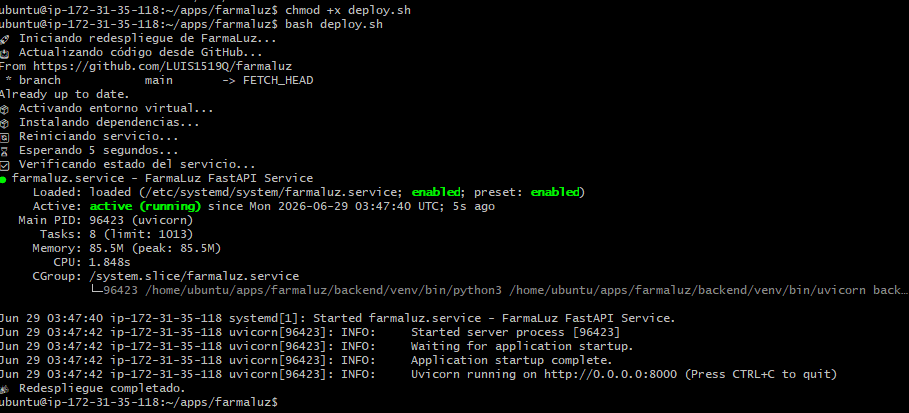 ubuntu@ip-172-31-35-118:~/apps/farmaluz$ chmod +x deploy.sh
ubuntu@ip-172-31-35-118:~/apps/farmaluz$ bash deploy.sh
🚀 Iniciando redespliegue de FarmaLuz...
📥 Actualizando código desde GitHub...
From https://github.com/LUIS1519Q/farmaluz
 * branch            main       -> FETCH_HEAD
Already up to date.
📦 Activando entorno virtual...
📦 Instalando dependencias...
🔄 Reiniciando servicio...
⏳ Esperando 5 segundos...
✅ Verificando estado del servicio...
● farmaluz.service - FarmaLuz FastAPI Service
     Loaded: loaded (/etc/systemd/system/farmaluz.service; enabled; preset: enabled)
     Active: active (running) since Mon 2026-06-29 03:47:40 UTC; 5s ago
   Main PID: 96423 (uvicorn)
      Tasks: 8 (limit: 1013)
     Memory: 85.5M (peak: 85.5M)
        CPU: 1.848s
     CGroup: /system.slice/farmaluz.service
             └─96423 /home/ubuntu/apps/farmaluz/backend/venv/bin/python3 /home/ubuntu/apps/farmaluz/backend/venv/bin/uvicorn back…
Jun 29 03:47:40 ip-172-31-35-118 systemd[1]: Started farmaluz.service - FarmaLuz FastAPI Service.
Jun 29 03:47:42 ip-172-31-35-118 uvicorn[96423]: INFO:     Started server process [96423]
Jun 29 03:47:42 ip-172-31-35-118 uvicorn[96423]: INFO:     Waiting for application startup.
Jun 29 03:47:42 ip-172-31-35-118 uvicorn[96423]: INFO:     Application startup complete.
Jun 29 03:47:42 ip-172-31-35-118 uvicorn[96423]: INFO:     Uvicorn running on http://0.0.0.0:8000 (Press CTRL+C to quit)
🎉 Redespliegue completado.
ubuntu@ip-172-31-35-118:~/apps/farmaluz$